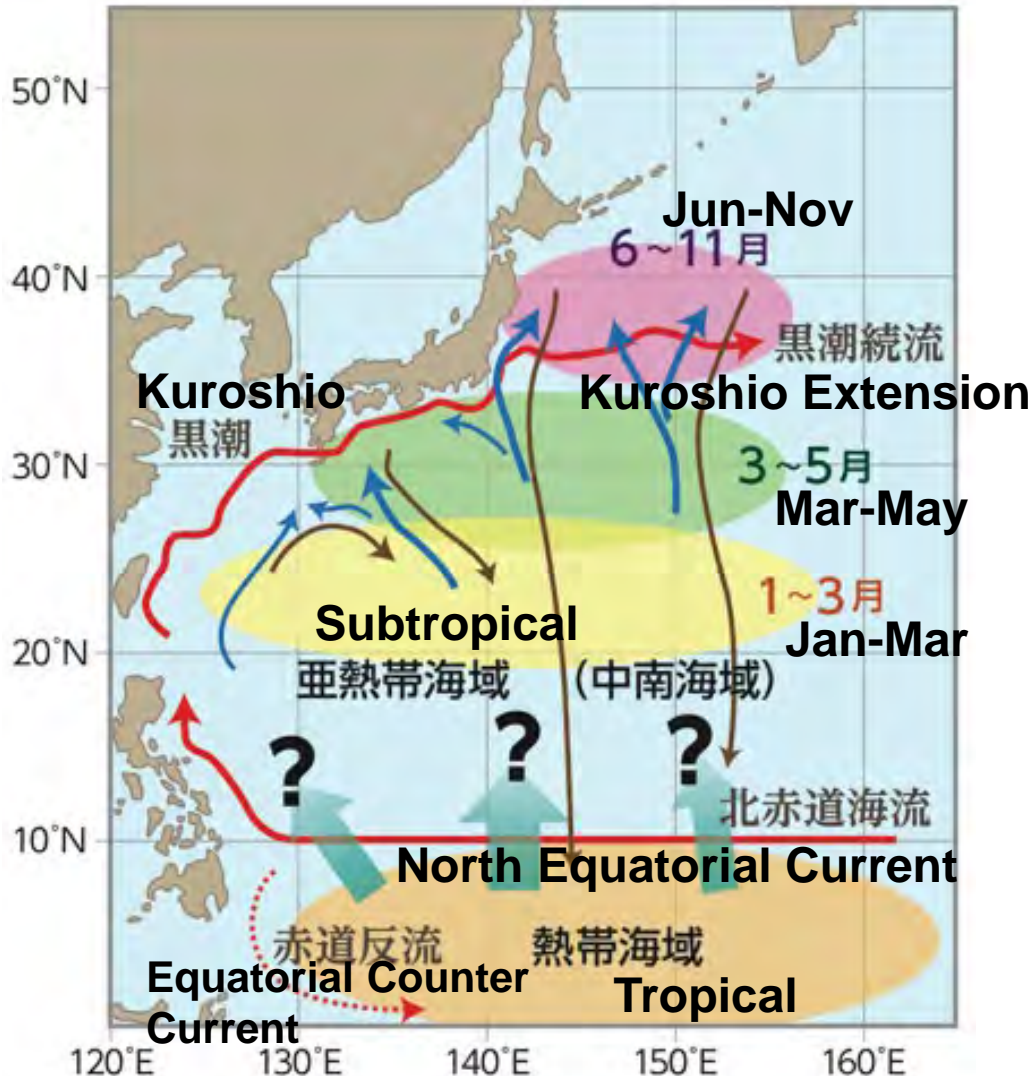 50°N
Jun-Nov
6~11月
40°N
黒潮続流
Kuroshio
Kuroshio Extension
黒潮
30°N
3~5月
Mar-May
1~3月
Subtropical
Jan-Mar
20°N
亜熱帯海域 (中南海域)
? ? ?
北赤道海流
10°N
North Equatorial Current
赤道反流 熱帯海域
Equatorial Counter
Current
Tropical
120°E 130°E 140°E 150°E 160°E